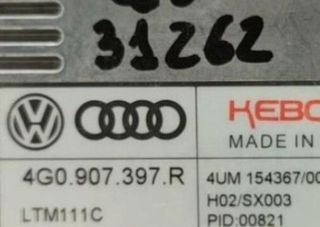 31262
KEBO
MADE IN
4G0.907.397.R
4UM 154367/00
LTM111C
H02/SX003
PID:00821